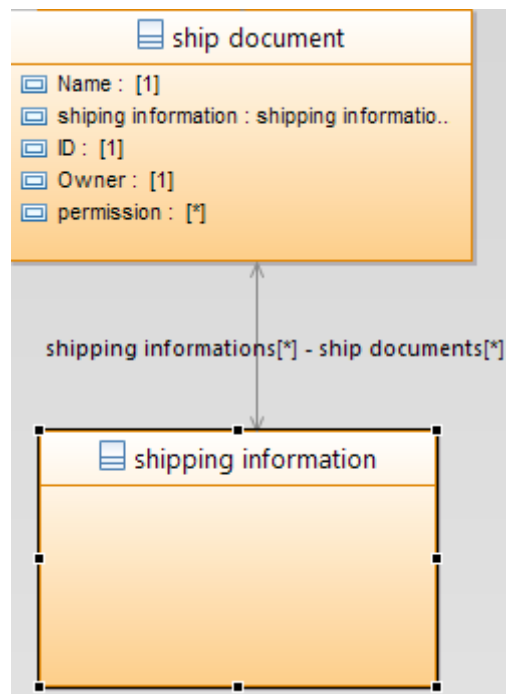 ship document
Name : [1]
shiping information : shipping informatio..
ID : [1]
Owner : [1]
permission : [*]
shipping informations[*] - ship documents[*]
shipping information